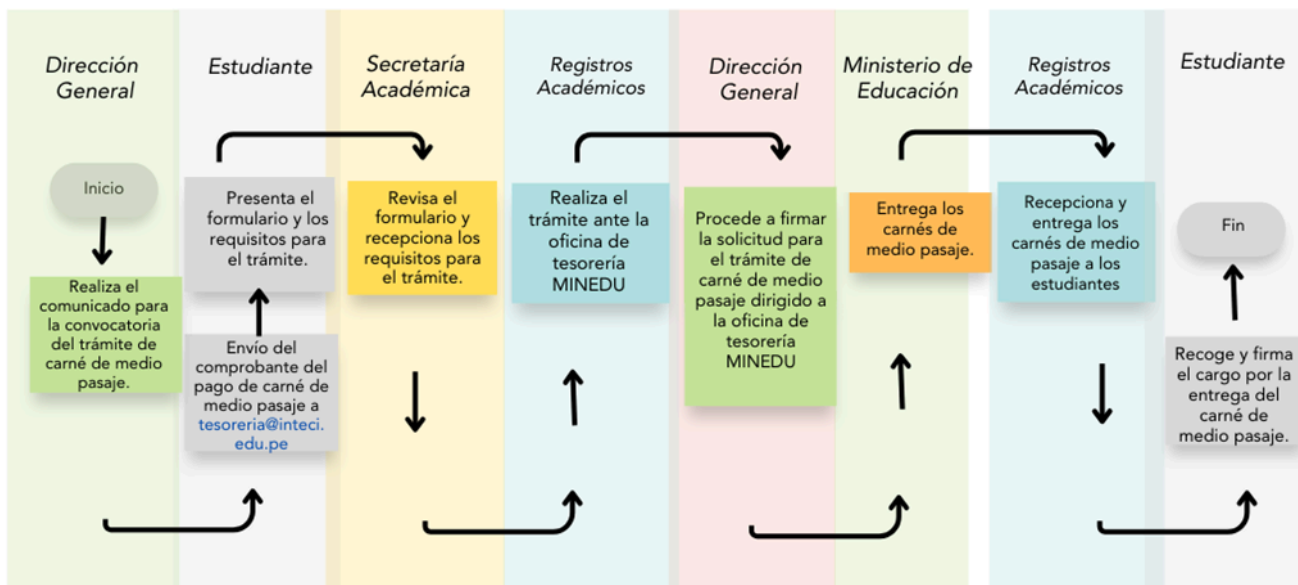 Dirección
General
Estudiante
Secretaría
Académica
Registros
Académicos
Dirección
General
Ministerio de
Educación
Registros
Académicos
Estudiante
Inicio
Realiza el
comunicado para
la convocatoria
del trámite de
carné de medio
pasaje.
Presenta el
formulario y los
requisitos para
el trámite.
Envío del
comprobante del
pago de carné de
medio pasaje a
tesoreria@inteci.
edu.pe
Revisa el
formulario y
recepciona los
requisitos para
el trámite.
Realiza el
trámite ante la
oficina de
tesorería
MINEDU
Procede a firmar
la solicitud para
el trámite de
carné de medio
pasaje dirigido a
la oficina de
tesorería
MINEDU
Entrega los
carnés de
medio pasaje.
Recepciona y
entrega los
carnés de medio
pasaje a los
estudiantes
Fin
Recoge y firma
el cargo por la
entrega del
carné de
medio pasaje.